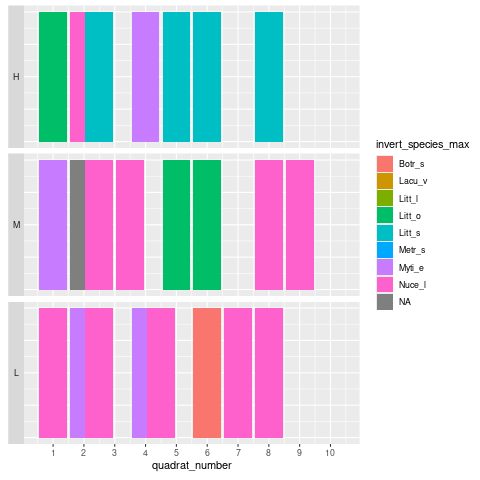 H
M
L
1 2 3 4 5 6 7 8 9 10
quadrat_number
invert_species_max
Botr_s
Lacu_v
Litt_l
Litt_o
Litt_s
Metr_s
Myti_e
Nuce_l
NA